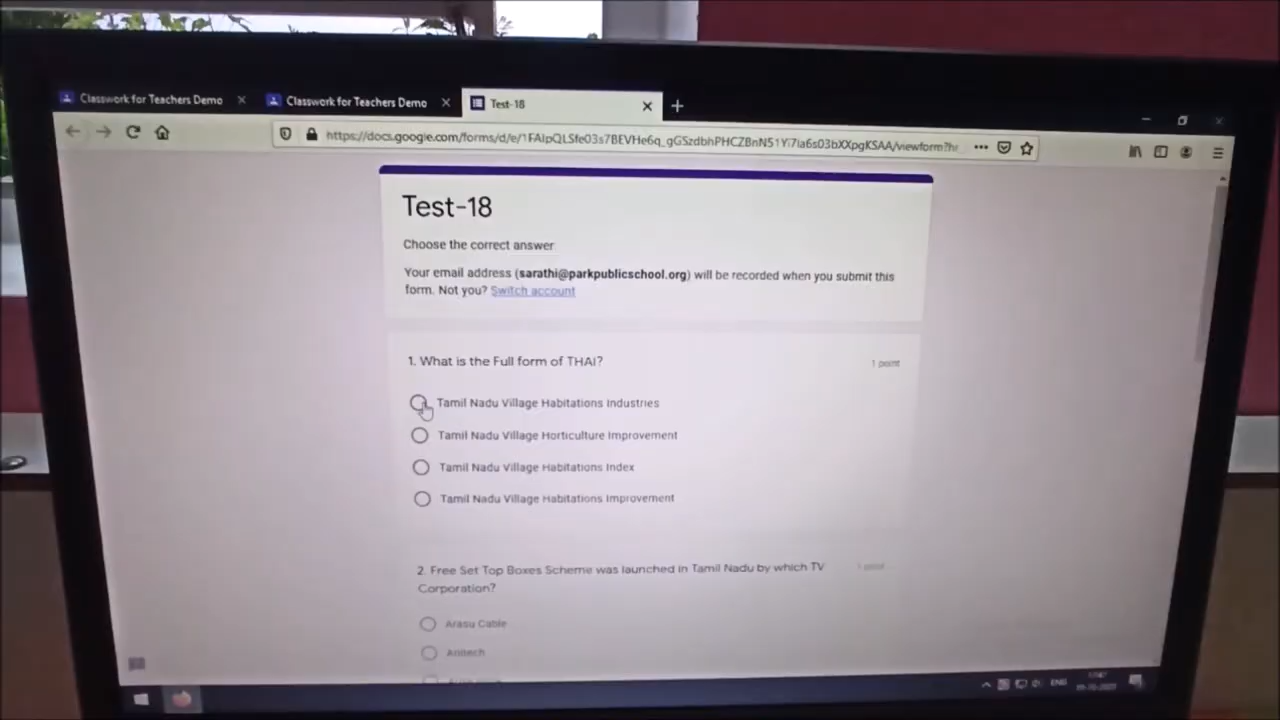 Classwork for Teachers Demo
Classwork for Teachers Demo
Test-18
Test-18
Choose the correct answer
Your email address (sarathi@parkpublicschool.org) will be recorded when you submit this
form. Not you? Switch account
1. What is the Full form of THAI?
1 point
Tamil Nadu Village Habitations Industries
Tamil Nadu Village Horticulture Improvement
Tamil Nadu Village Habitations Index
Tamil Nadu Village Habitations Improvement
2. Free Set Top Boxes Scheme was launched in Tamil Nadu by which TV
1 point
Corporation?
Arasu Cable
ENG